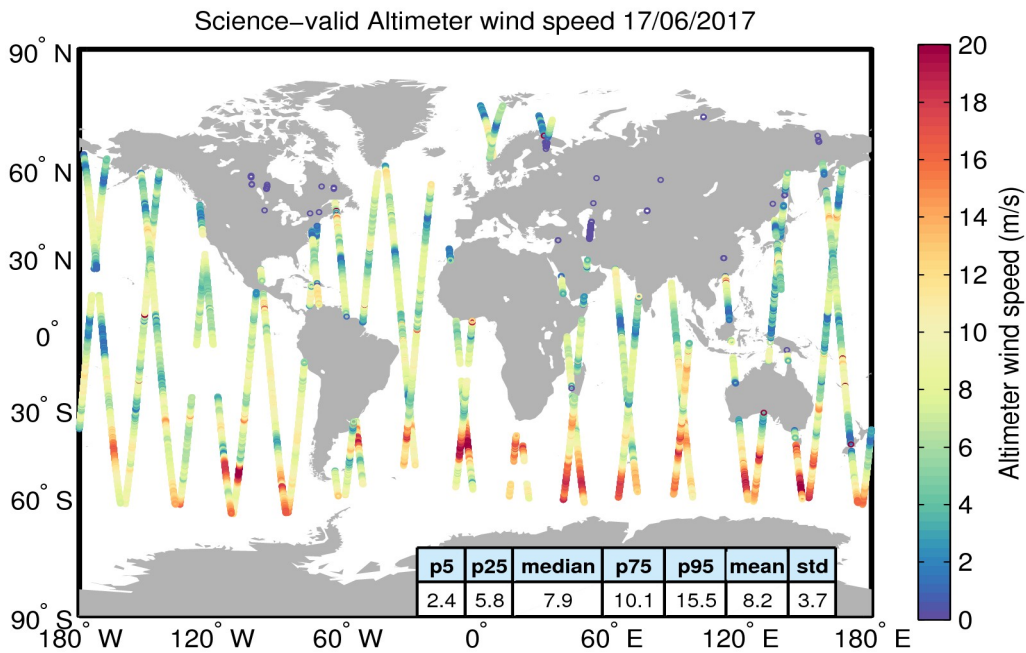 Science−valid Altimeter wind speed 17/06/2017
90° N
60° N
30° N
0°
30° S
60° S
90° S
180° W
120° W
60° W
0°
60° E
120° E
180° E
p5 p25 median p75 p95 mean std
2.4 5.8 7.9 10.1 15.5 8.2 3.7
20
18
16
14
12
10
8
6
4
2
0
Altimeter wind speed (m/s)